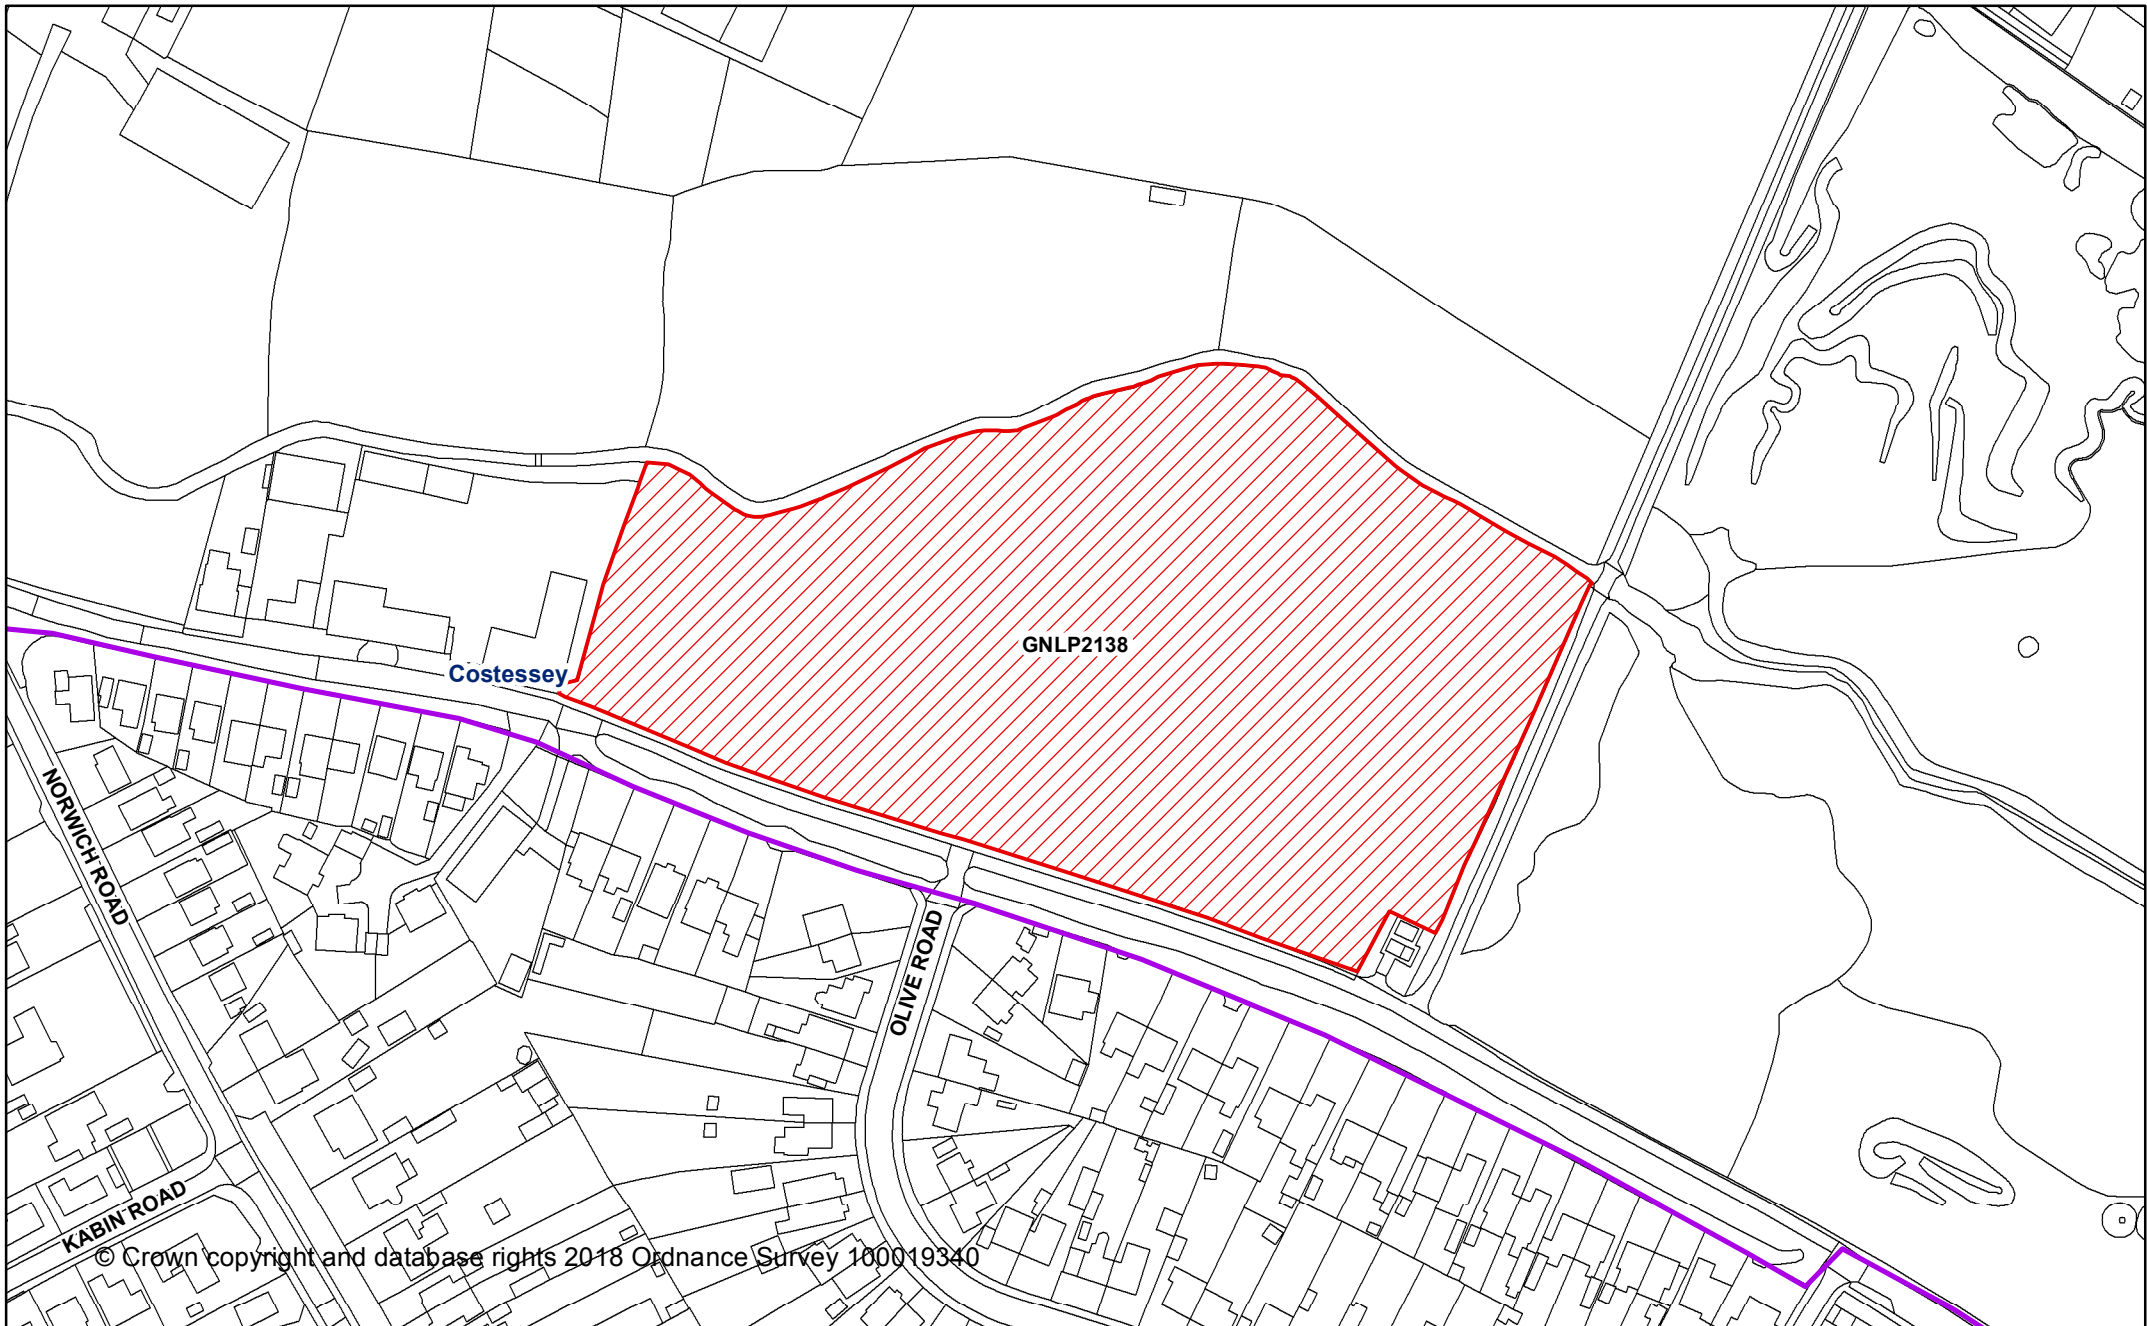 GNLP2138
Costessey
NORWICH ROAD
OLIVE ROAD
KABIN ROAD
© Crown copyright and database rights 2018 Ordnance Survey 100019340